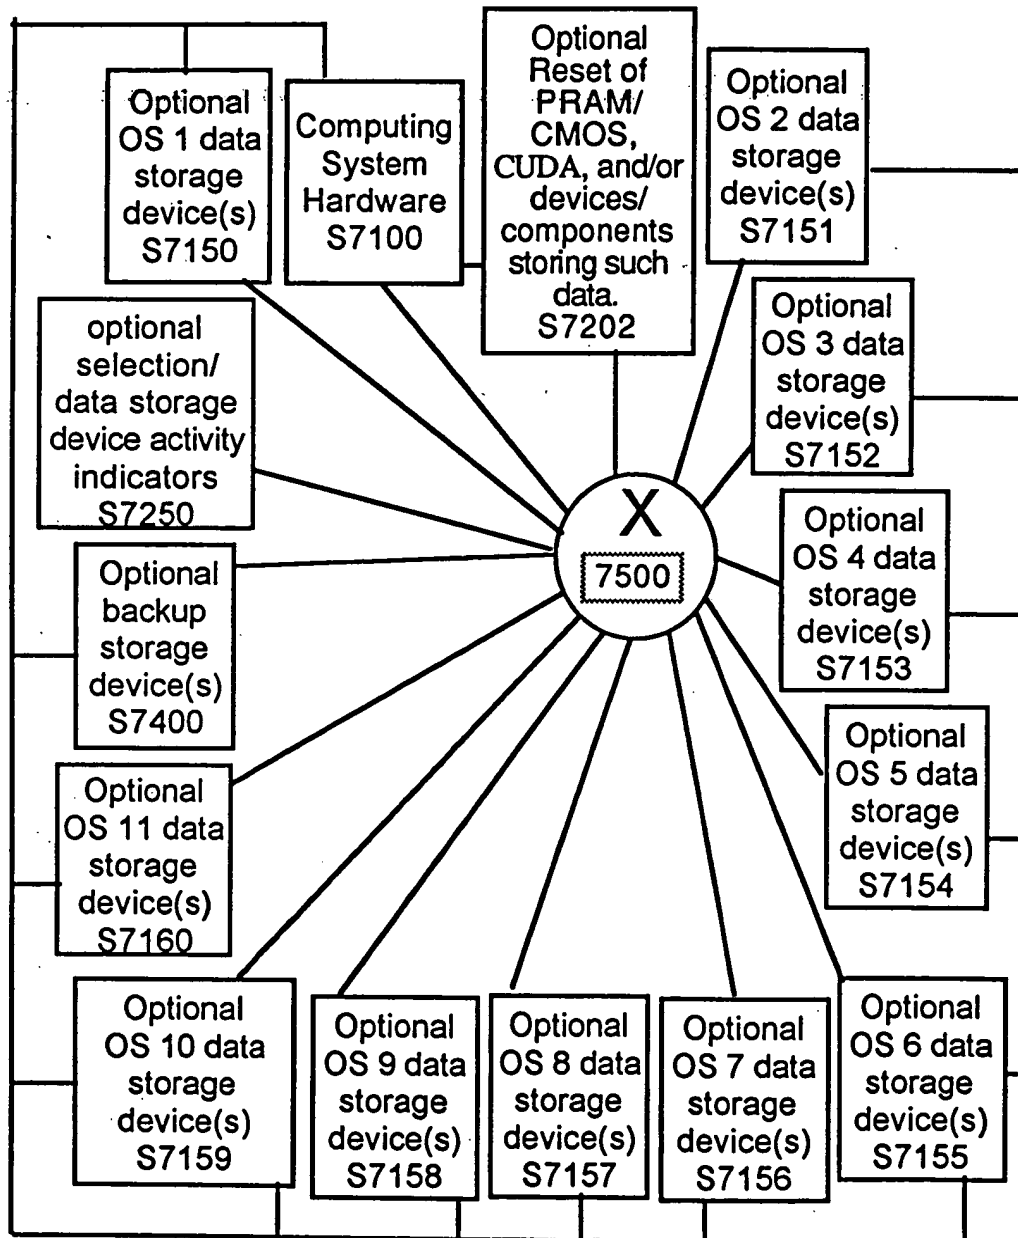 Optional
OS 1 data
storage
device(s)
S7150
Computing
System
Hardware
S7100
Optional
Reset of
PRAM/
CMOS,
CUDA, and/or
devices/
components
storing such
data.
S7202
Optional
OS 2 data
storage
device(s)
S7151
optional
selection/
data storage
device activity
indicators
S7250
Optional
OS 3 data
storage
device(s)
S7152
X
7500
Optional
OS 4 data
storage
device(s)
S7153
Optional
backup
storage
device(s)
S7400
Optional
OS 5 data
storage
device(s)
S7154
Optional
OS 11 data
storage
device(s)
S7160
Optional
OS 10 data
storage
device(s)
S7159
Optional
OS 9 data
storage
device(s)
S7158
Optional
OS 8 data
storage
device(s)
S7157
Optional
OS 7 data
storage
device(s)
S7156
Optional
OS 6 data
storage
device(s)
S7155